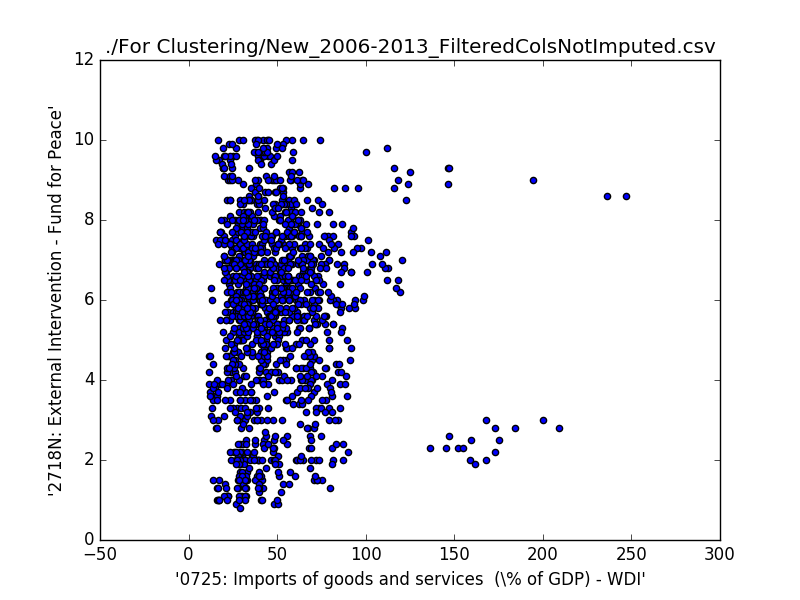 ./For Clustering/New_2006-2013_FilteredColsNotImputed.csv
12
10
8
6
4
2
0
'2718N: External Intervention - Fund for Peace'
−50 0 50 100 150 200 250 300
'0725: Imports of goods and services  (\% of GDP) - WDI'